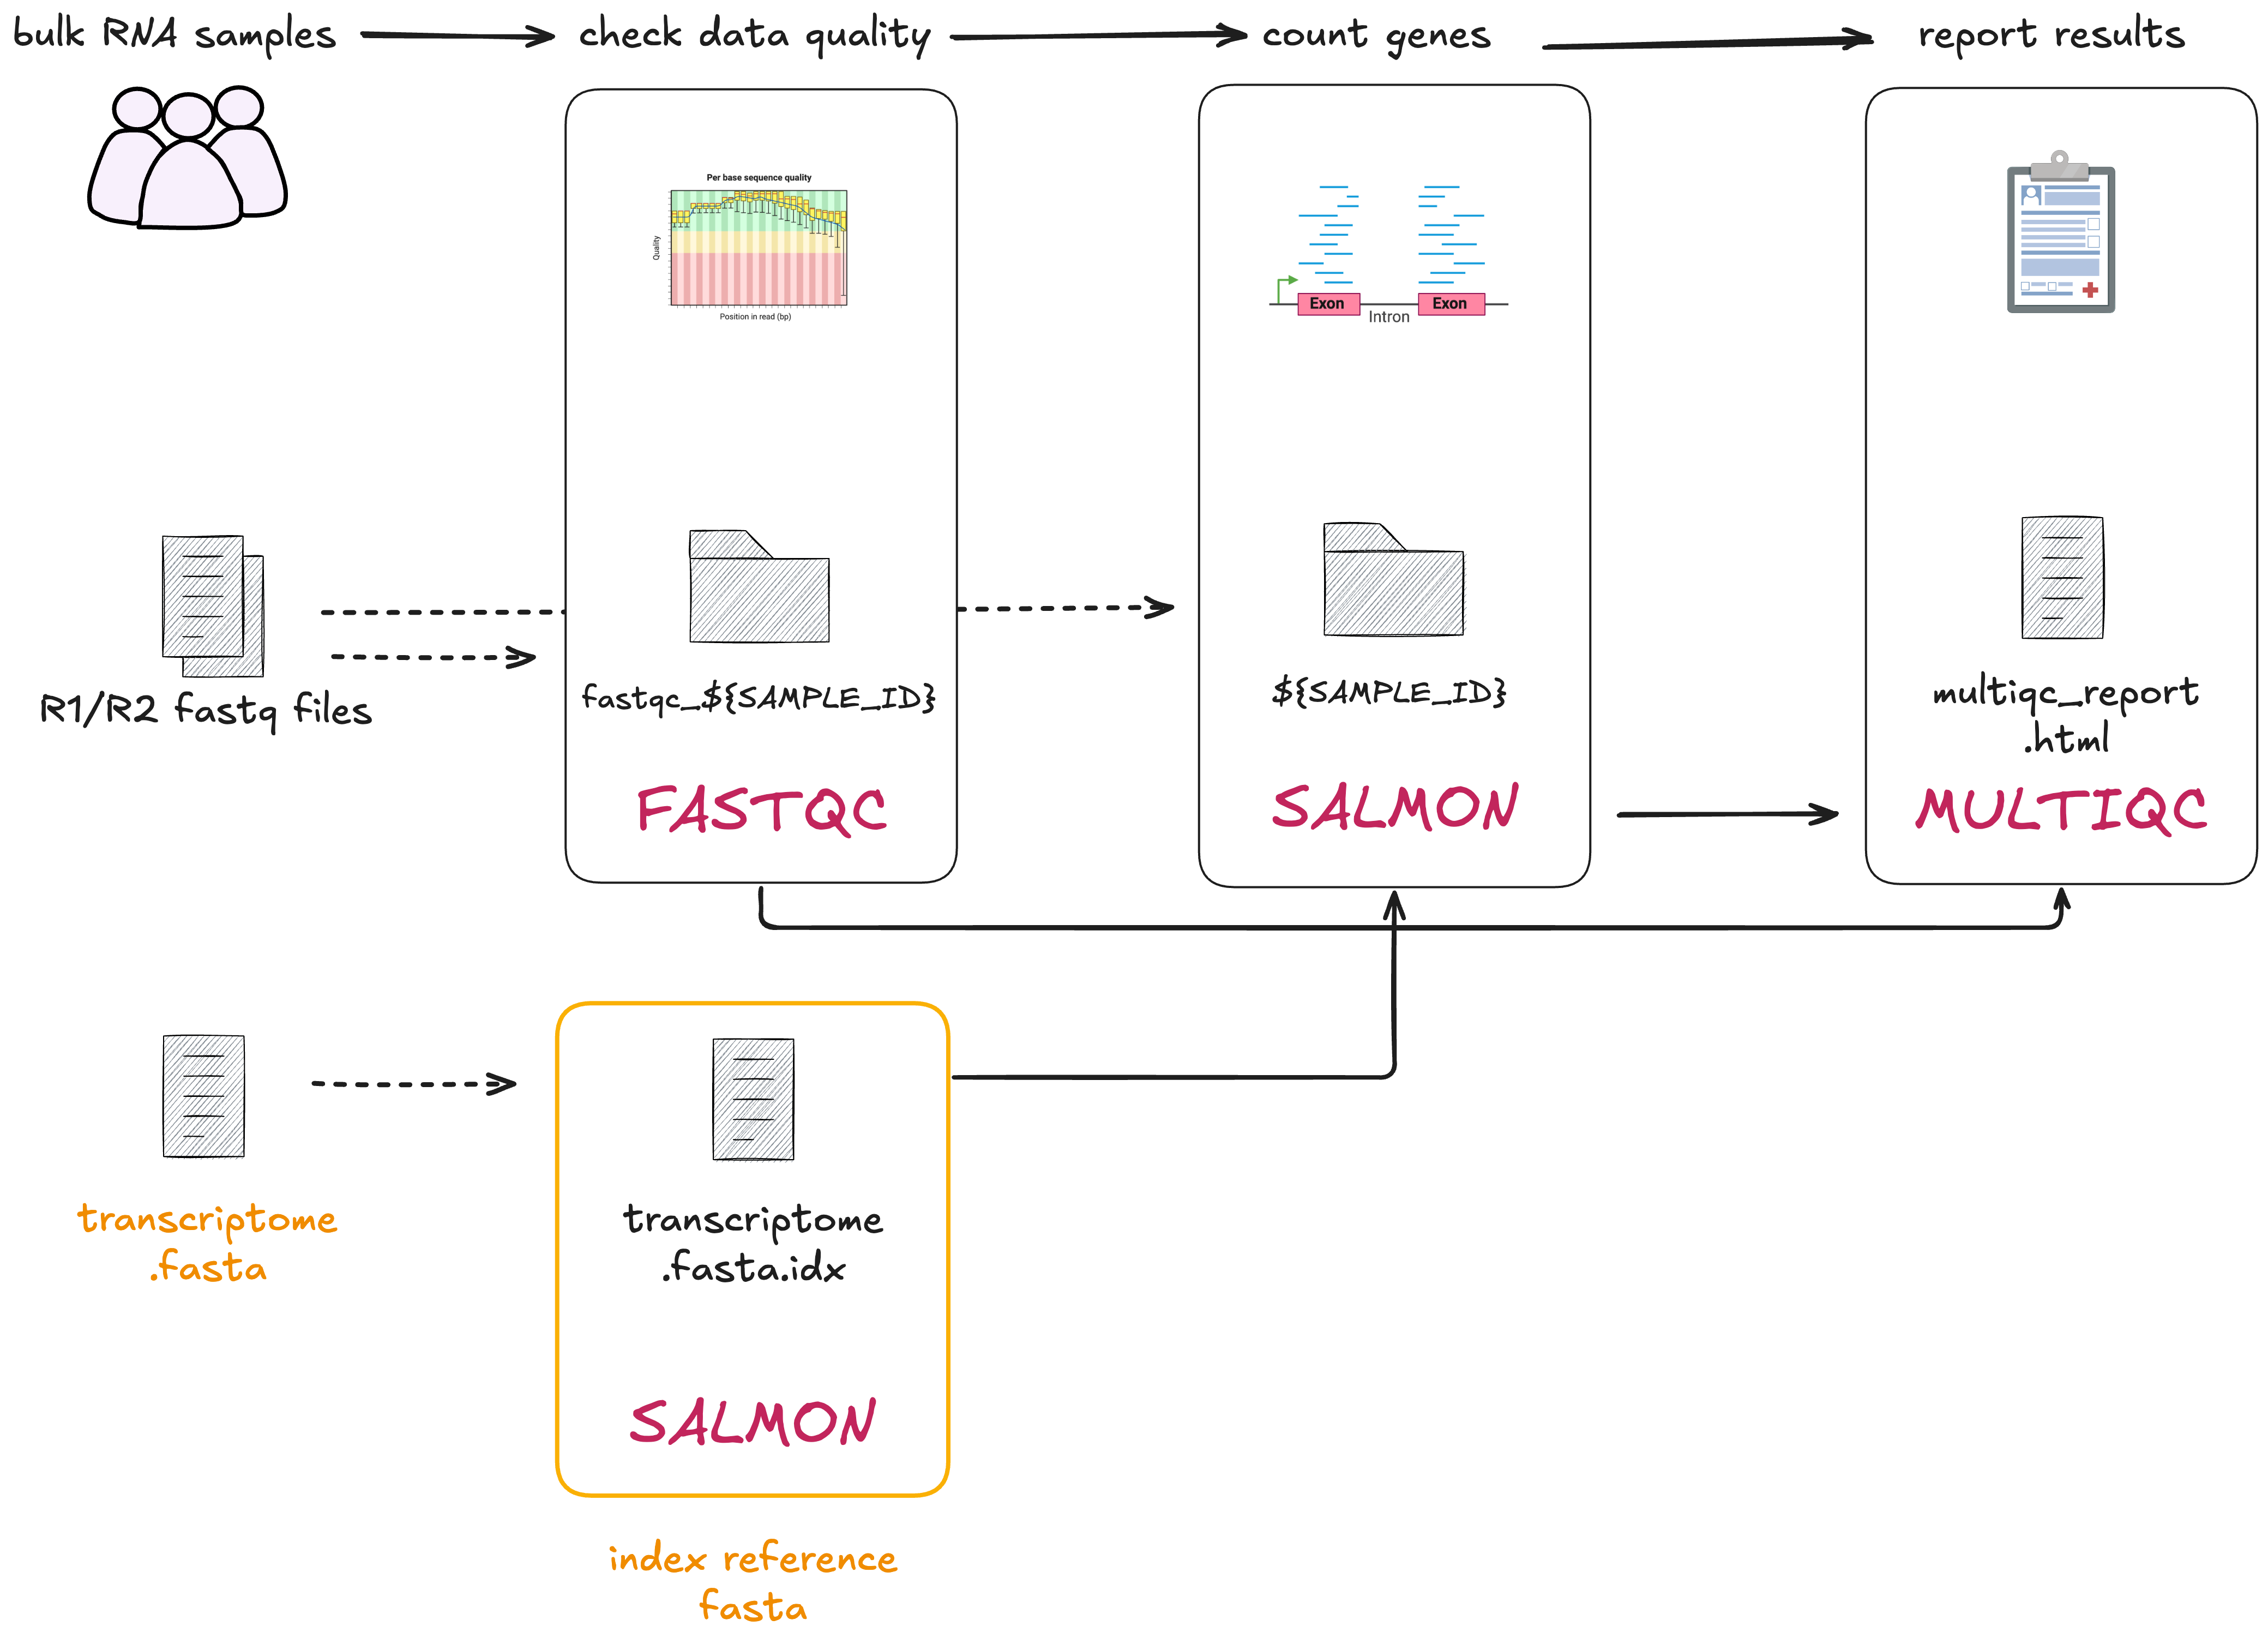 bulk RNA samples
check data quality
count genes
report results
Per base sequence quality
Quality
Position in read (bp)
Exon
Exon
Intron
R1/R2 fastq files
fastqc_${SAMPLE_ID}
FASTQC
${SAMPLE_ID}
SALMON
multiqc_report
.html
MULTIQC
transcriptome
.fasta
transcriptome
.fasta.idx
SALMON
index reference
fasta